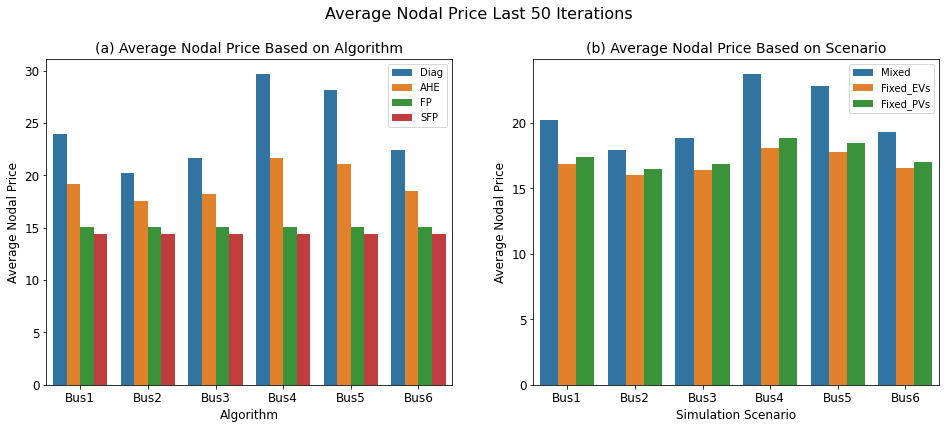 Average Nodal Price Last 50 Iterations
(a) Average Nodal Price Based on Algorithm
Average Nodal Price
30
25
20
15
10
5
0
Diag
AHE
FP
SFP
Bus1 Bus2 Bus3 Bus4 Bus5 Bus6
Algorithm
(b) Average Nodal Price Based on Scenario
Average Nodal Price
20
15
10
5
0
Mixed
Fixed_EVs
Fixed_PVs
Bus1 Bus2 Bus3 Bus4 Bus5 Bus6
Simulation Scenario